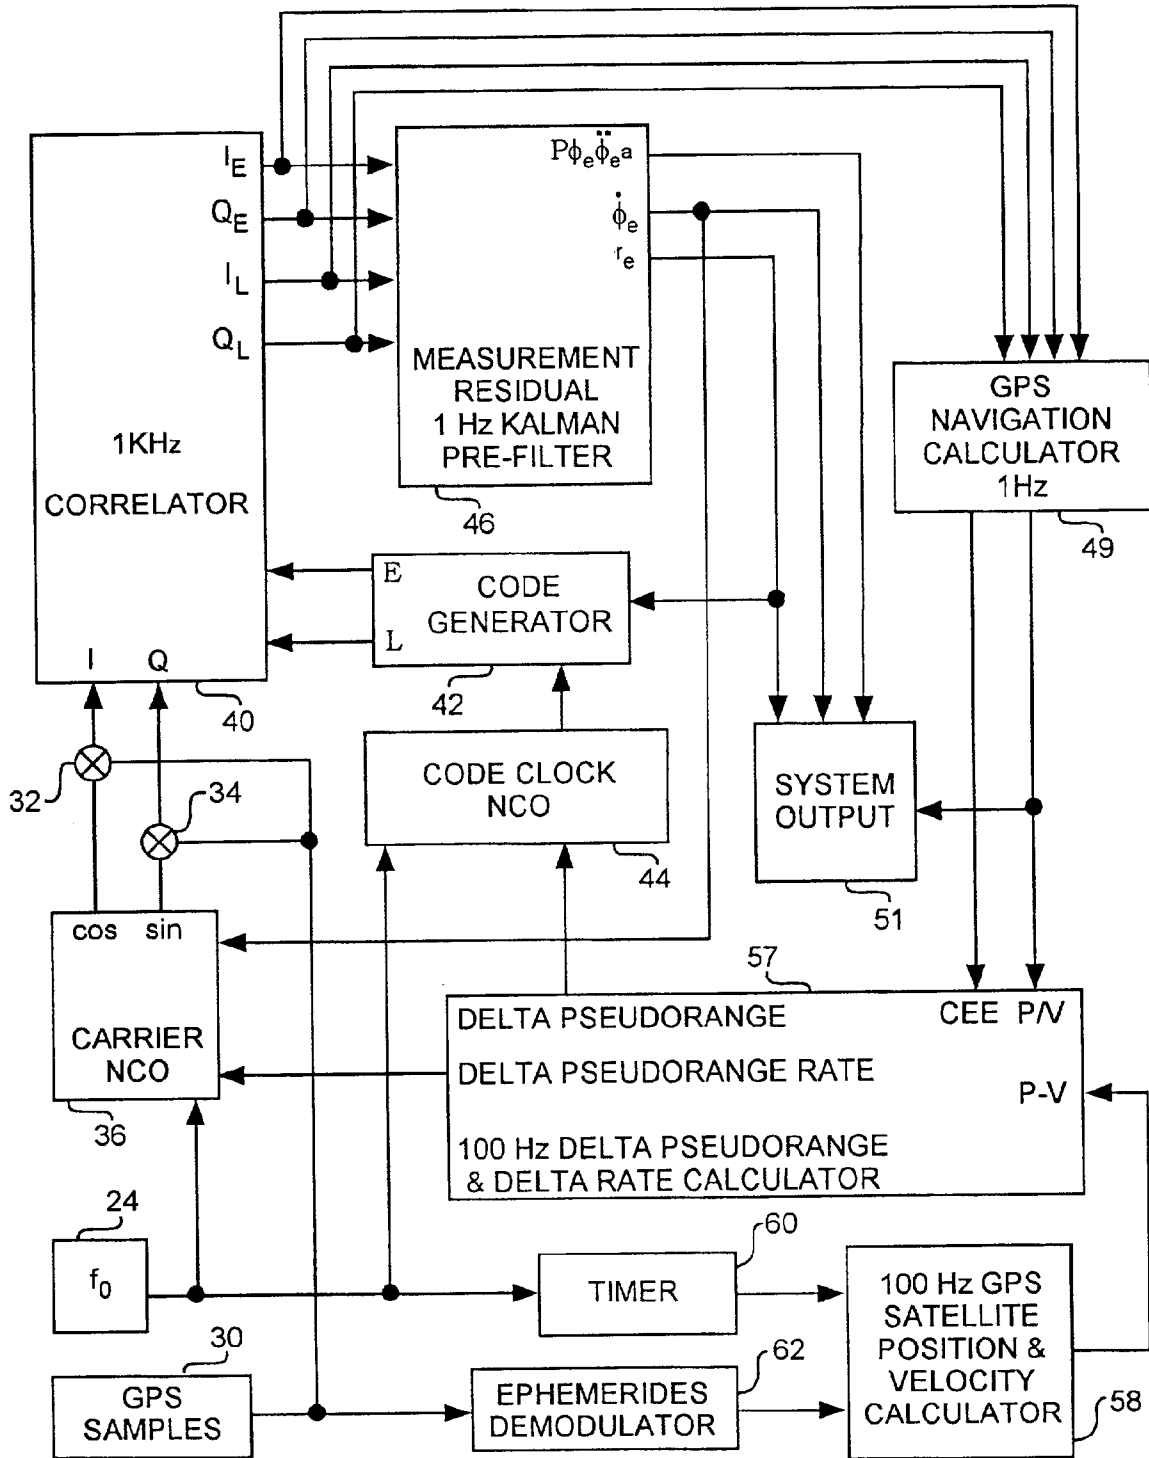 I_E
Q_E
I_L
Q_L
1KHz
CORRELATOR
I Q
40
Pϕ_eϕ̈_ea
ϕ̇_e
r_e
MEASUREMENT
RESIDUAL
1 Hz KALMAN
PRE-FILTER
46
GPS
NAVIGATION
CALCULATOR
1Hz
49
E
L
CODE
GENERATOR
42
32
34
CODE CLOCK
NCO
44
SYSTEM
OUTPUT
51
cos sin
CARRIER
NCO
36
57
DELTA PSEUDORANGE
CEE P/V
DELTA PSEUDORANGE RATE
P-V
100 Hz DELTA PSEUDORANGE
& DELTA RATE CALCULATOR
24
f_0
60
TIMER
100 Hz GPS
SATELLITE
POSITION &
VELOCITY
CALCULATOR
58
30
GPS
SAMPLES
62
EPHEMERIDES
DEMODULATOR